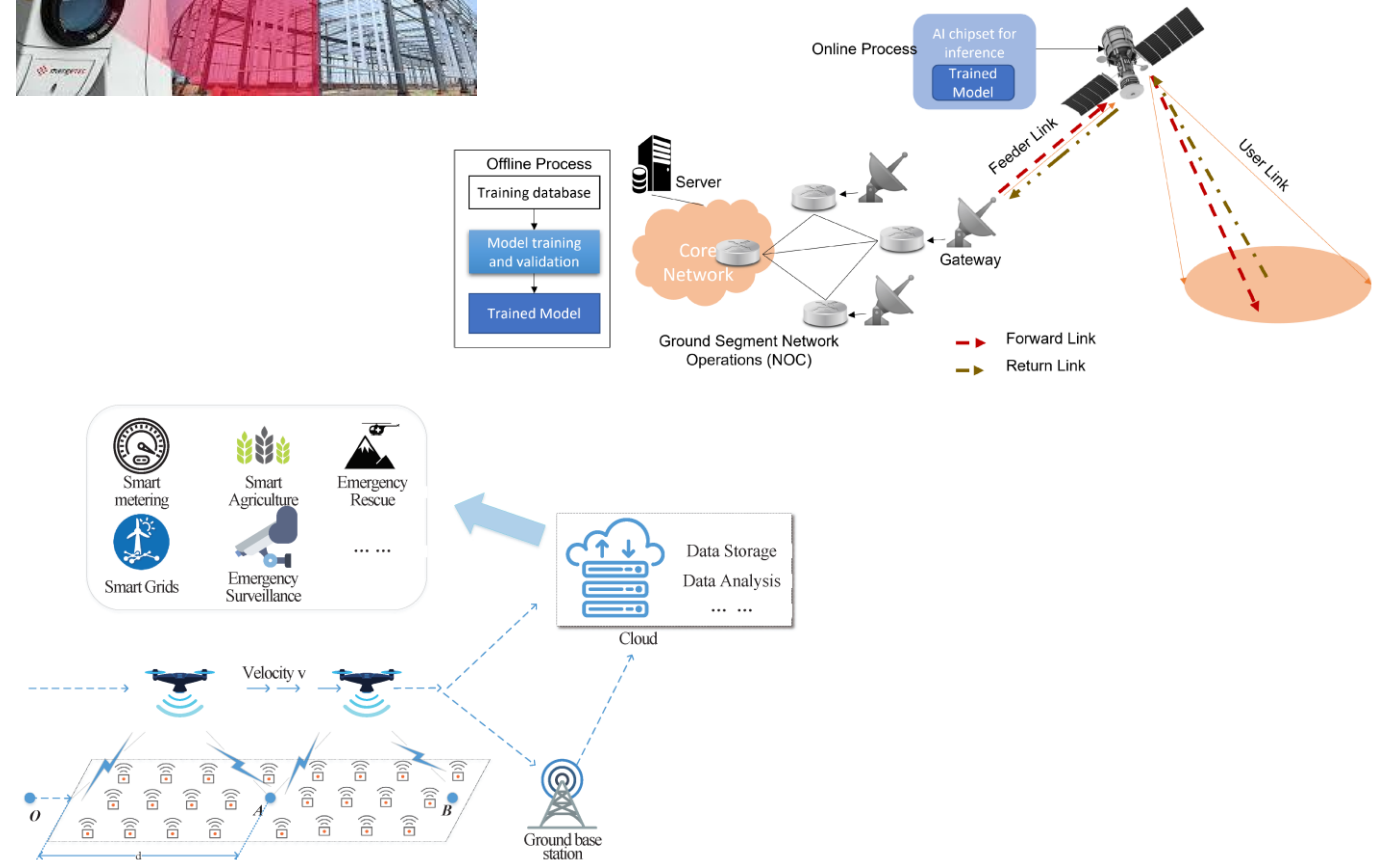 AI chipset for
inference
Online Process
Trained
Model
Feeder Link
User Link
Offline Process
Training database
Model training
and validation
Trained Model
Server
Core
Network
Gateway
Ground Segment Network
Operations (NOC)
Forward Link
Return Link
Smart
metering
Smart
Agriculture
Emergency
Rescue
Smart Grids
Emergency
Surveillance
... ...
Data Storage
Data Analysis
... ...
Cloud
Velocity v
O
A
B
d
Ground base
station